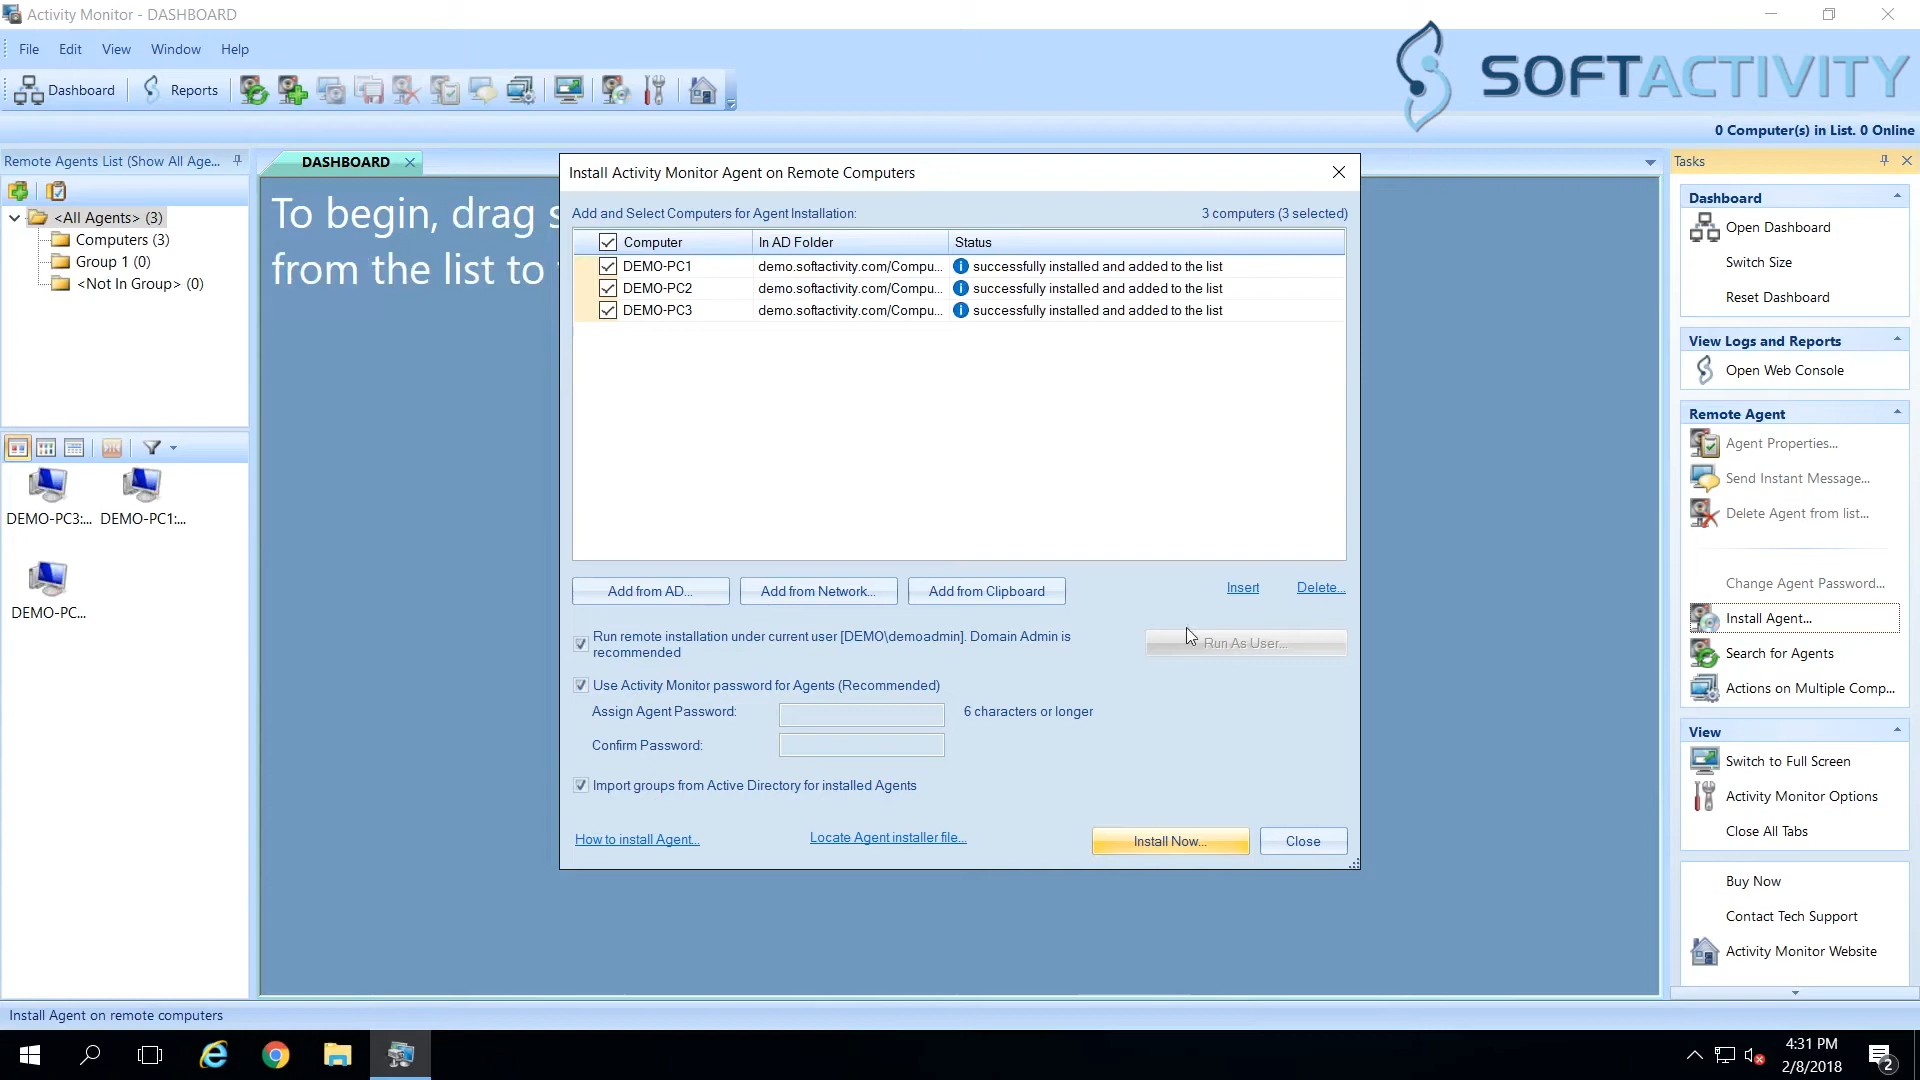 Activity Monitor - DASHBOARD
File Edit View Window Help
Dashboard Reports
SOFTACTIVITY
0 Computer(s) in List. 0 Online
Remote Agents List (Show All Age...
<All Agents> (3)
Computers (3)
Group 1 (0)
<Not In Group> (0)
DEMO-PC3:... DEMO-PC1:...
DEMO-PC...
DASHBOARD
To begin, drag
from the list to
Install Activity Monitor Agent on Remote Computers
Add and Select Computers for Agent Installation: 3 computers (3 selected)
Computer In AD Folder Status
DEMO-PC1 demo.softactivity.com/Compu... successfully installed and added to the list
DEMO-PC2 demo.softactivity.com/Compu... successfully installed and added to the list
DEMO-PC3 demo.softactivity.com/Compu... successfully installed and added to the list
Add from AD... Add from Network... Add from Clipboard Insert Delete...
Run remote installation under current user [DEMO\demoadmin]. Domain Admin is
recommended
Run As User...
Use Activity Monitor password for Agents (Recommended)
Assign Agent Password: 6 characters or longer
Confirm Password:
Import groups from Active Directory for installed Agents
How to install Agent... Locate Agent installer file... Install Now... Close
Tasks
Dashboard
Open Dashboard
Switch Size
Reset Dashboard
View Logs and Reports
Open Web Console
Remote Agent
Agent Properties...
Send Instant Message...
Delete Agent from list...
Change Agent Password...
Install Agent...
Search for Agents
Actions on Multiple Comp...
View
Switch to Full Screen
Activity Monitor Options
Close All Tabs
Buy Now
Contact Tech Support
Activity Monitor Website
Install Agent on remote computers
4:31 PM
2/8/2018
2